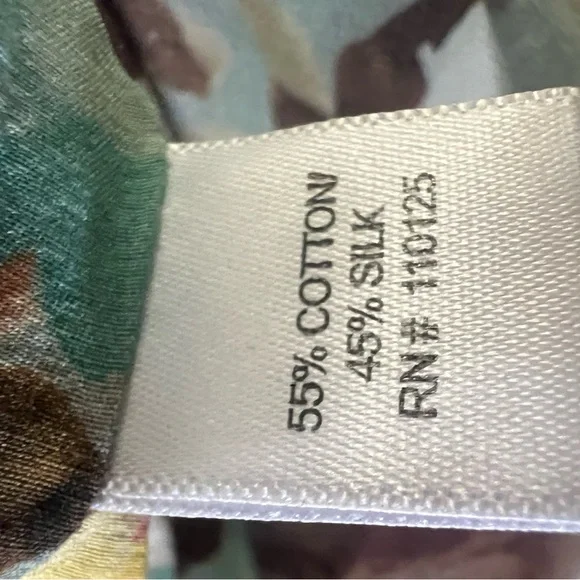 55% COTTON/
45% SILK
RN# 110125